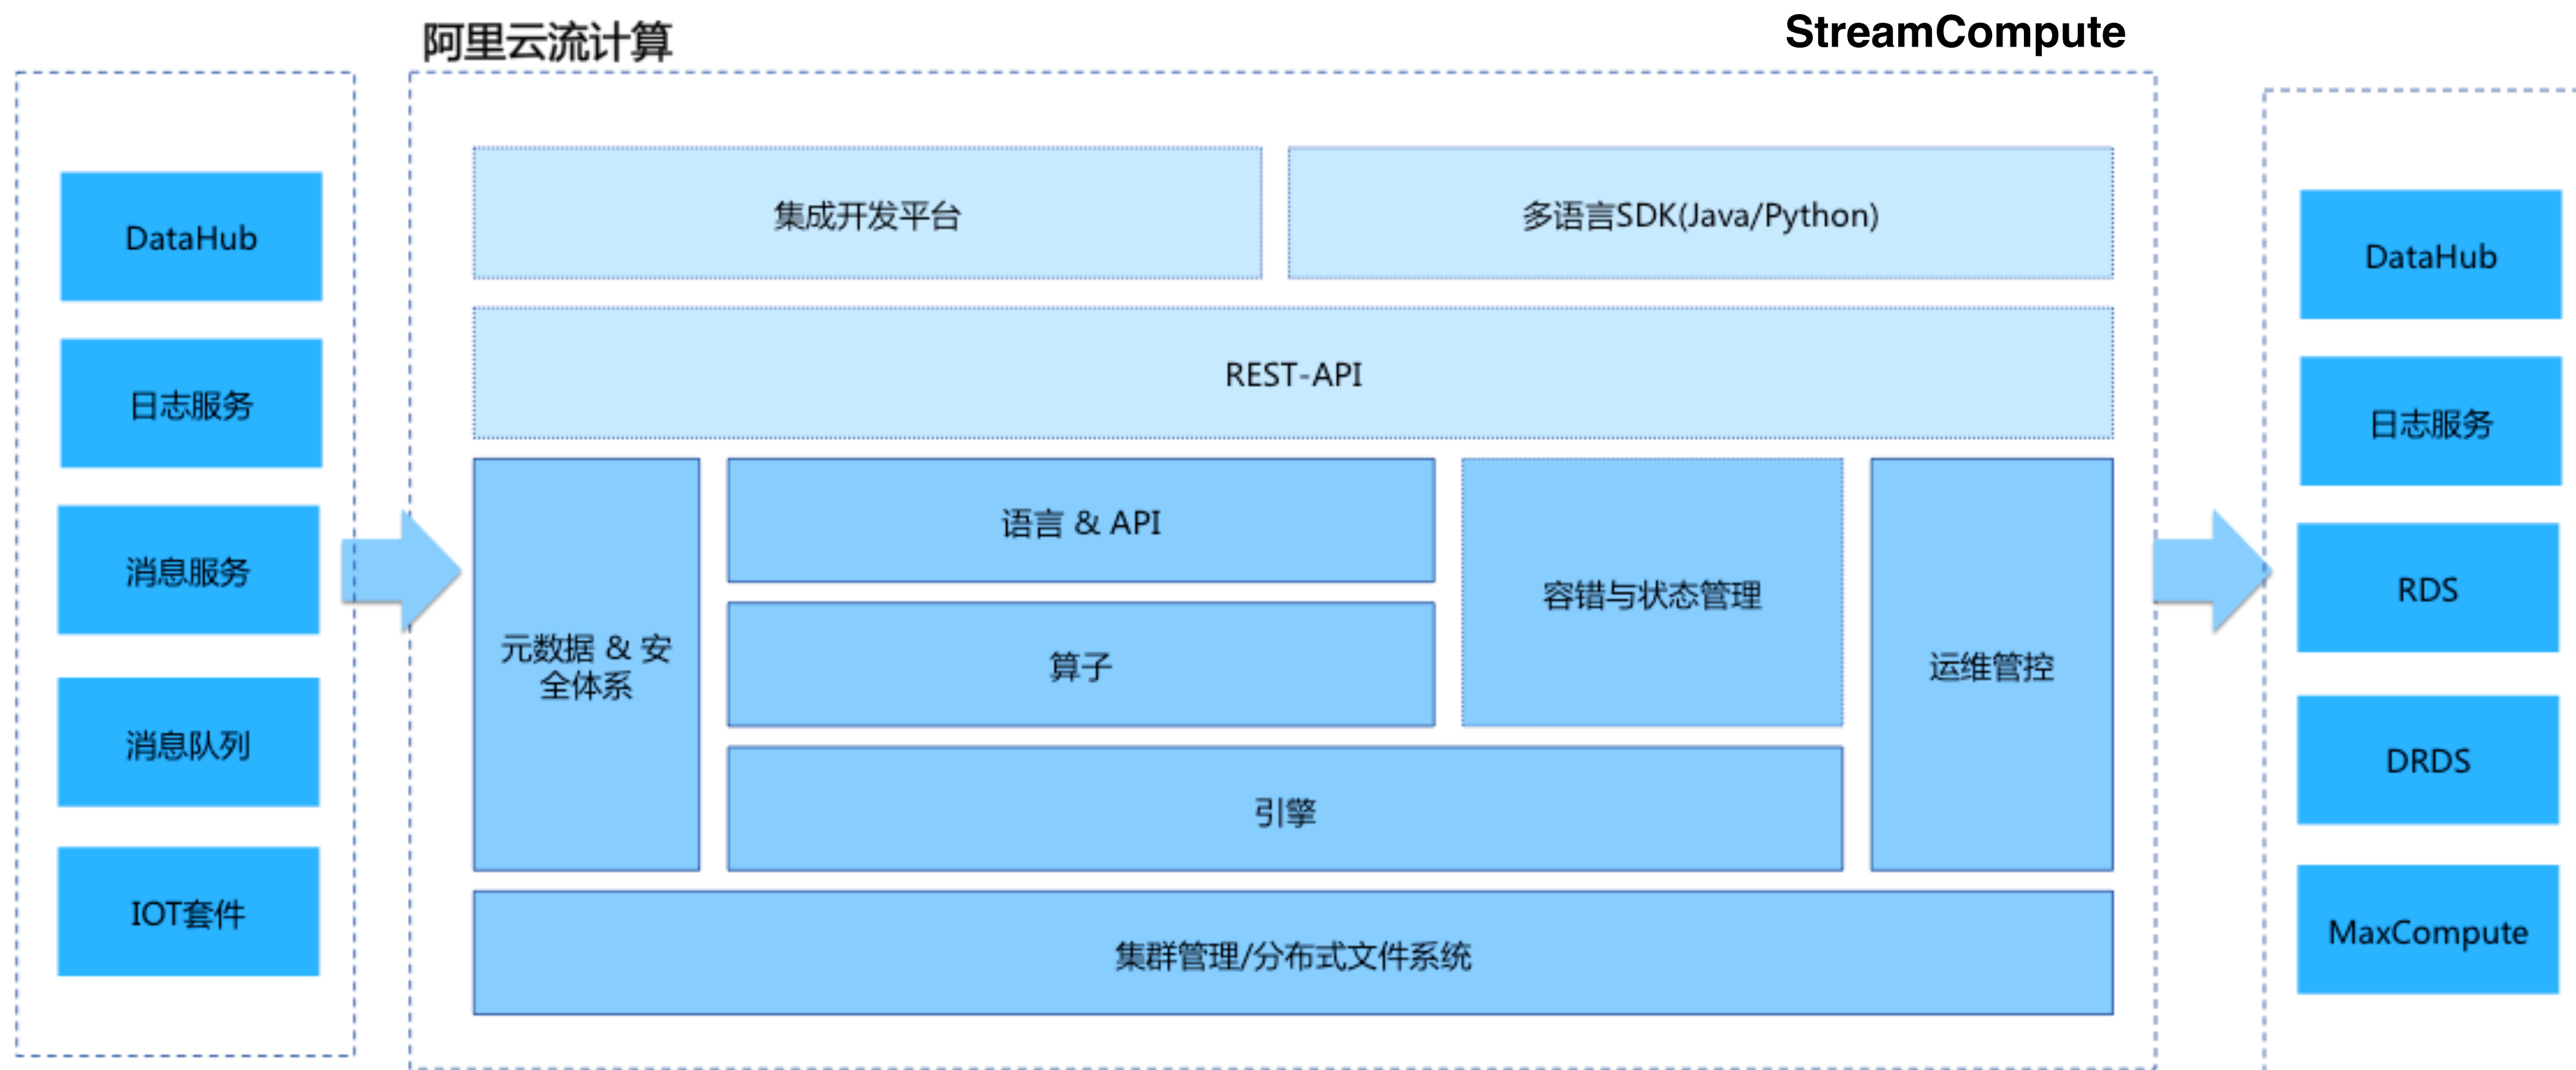 阿里云流计算
StreamCompute
DataHub
日志服务
消息服务
消息队列
IOT套件
集成开发平台
多语言SDK(Java/Python)
REST-API
元数据 & 安
全体系
语言 & API
算子
容错与状态管理
运维管控
引擎
集群管理/分布式文件系统
DataHub
日志服务
RDS
DRDS
MaxCompute